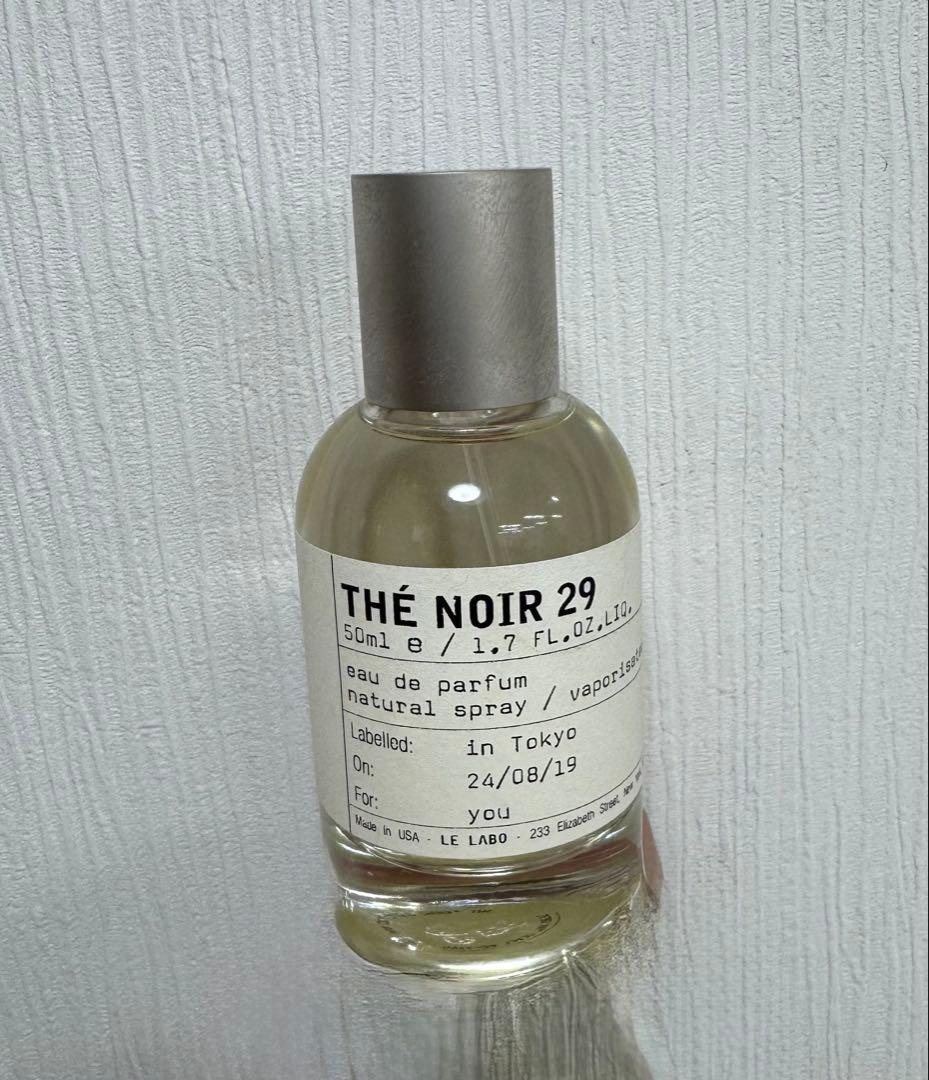 THÉ NOIR 29
50ml e / 1.7 FL.OZ.LIQ.
eau de parfum
natural spray /
Labelled: in Tokyo
On: 24/08/19
For: you
Made in USA - LE LABO - 233 Elizabeth Street, New